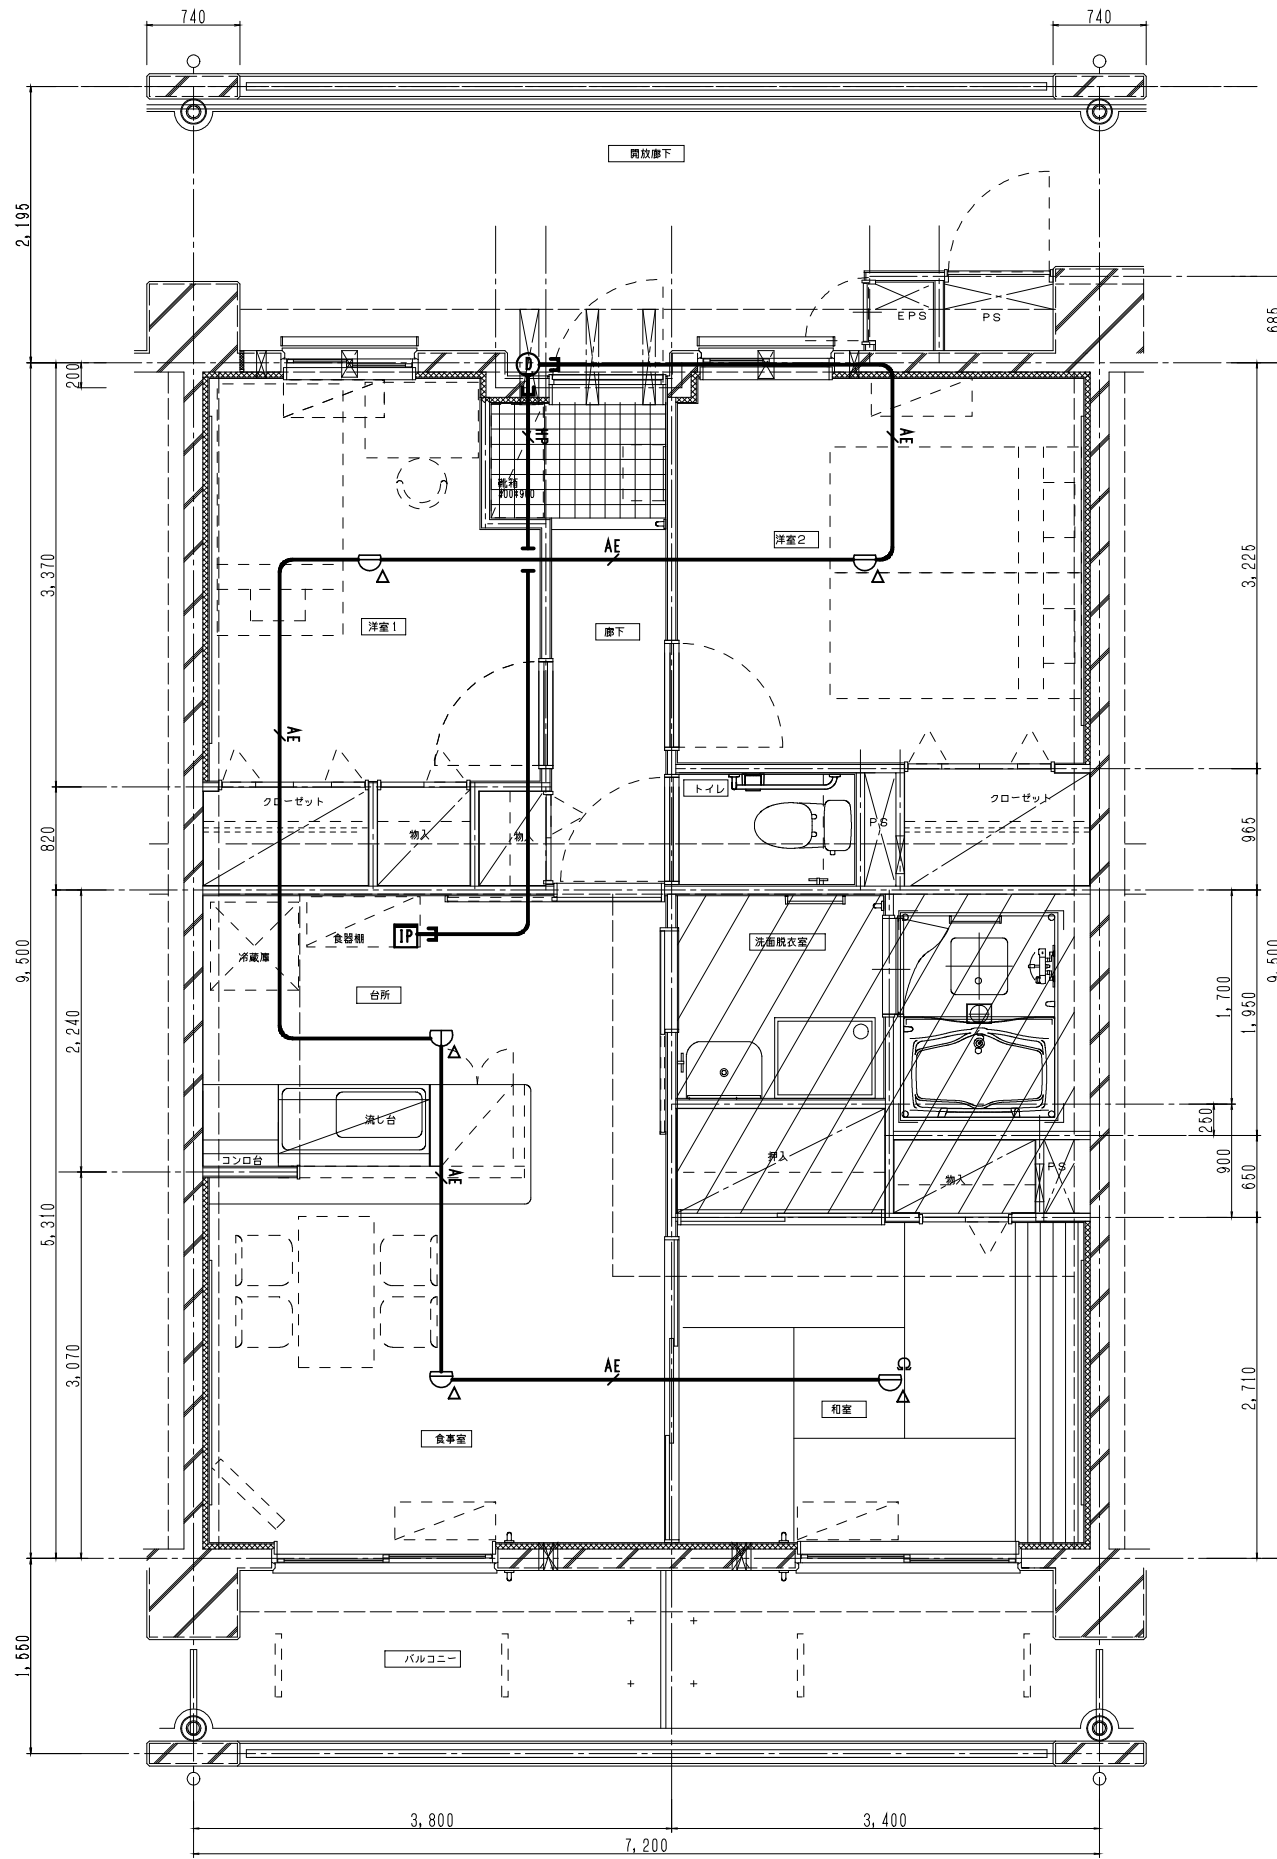 740
740
開放廊下
2,195
685
EPS
PS
D
200
HP
AE
靴箱
400*900
洋室2
AE
3,370
3,225
洋室1
廊下
AE
トイレ
クローゼット
クローゼット
物入
物入
PS
820
965
食器棚
IP
洗面脱衣室
冷蔵庫
9,500
9,500
台所
1,700
1,950
2,240
流し台
250
コンロ台
AE
押入
物入
PS
900
650
5,310
3,070
AE
Ω
2,710
和室
食事室
1,550
バルコニー
3,800
3,400
7,200